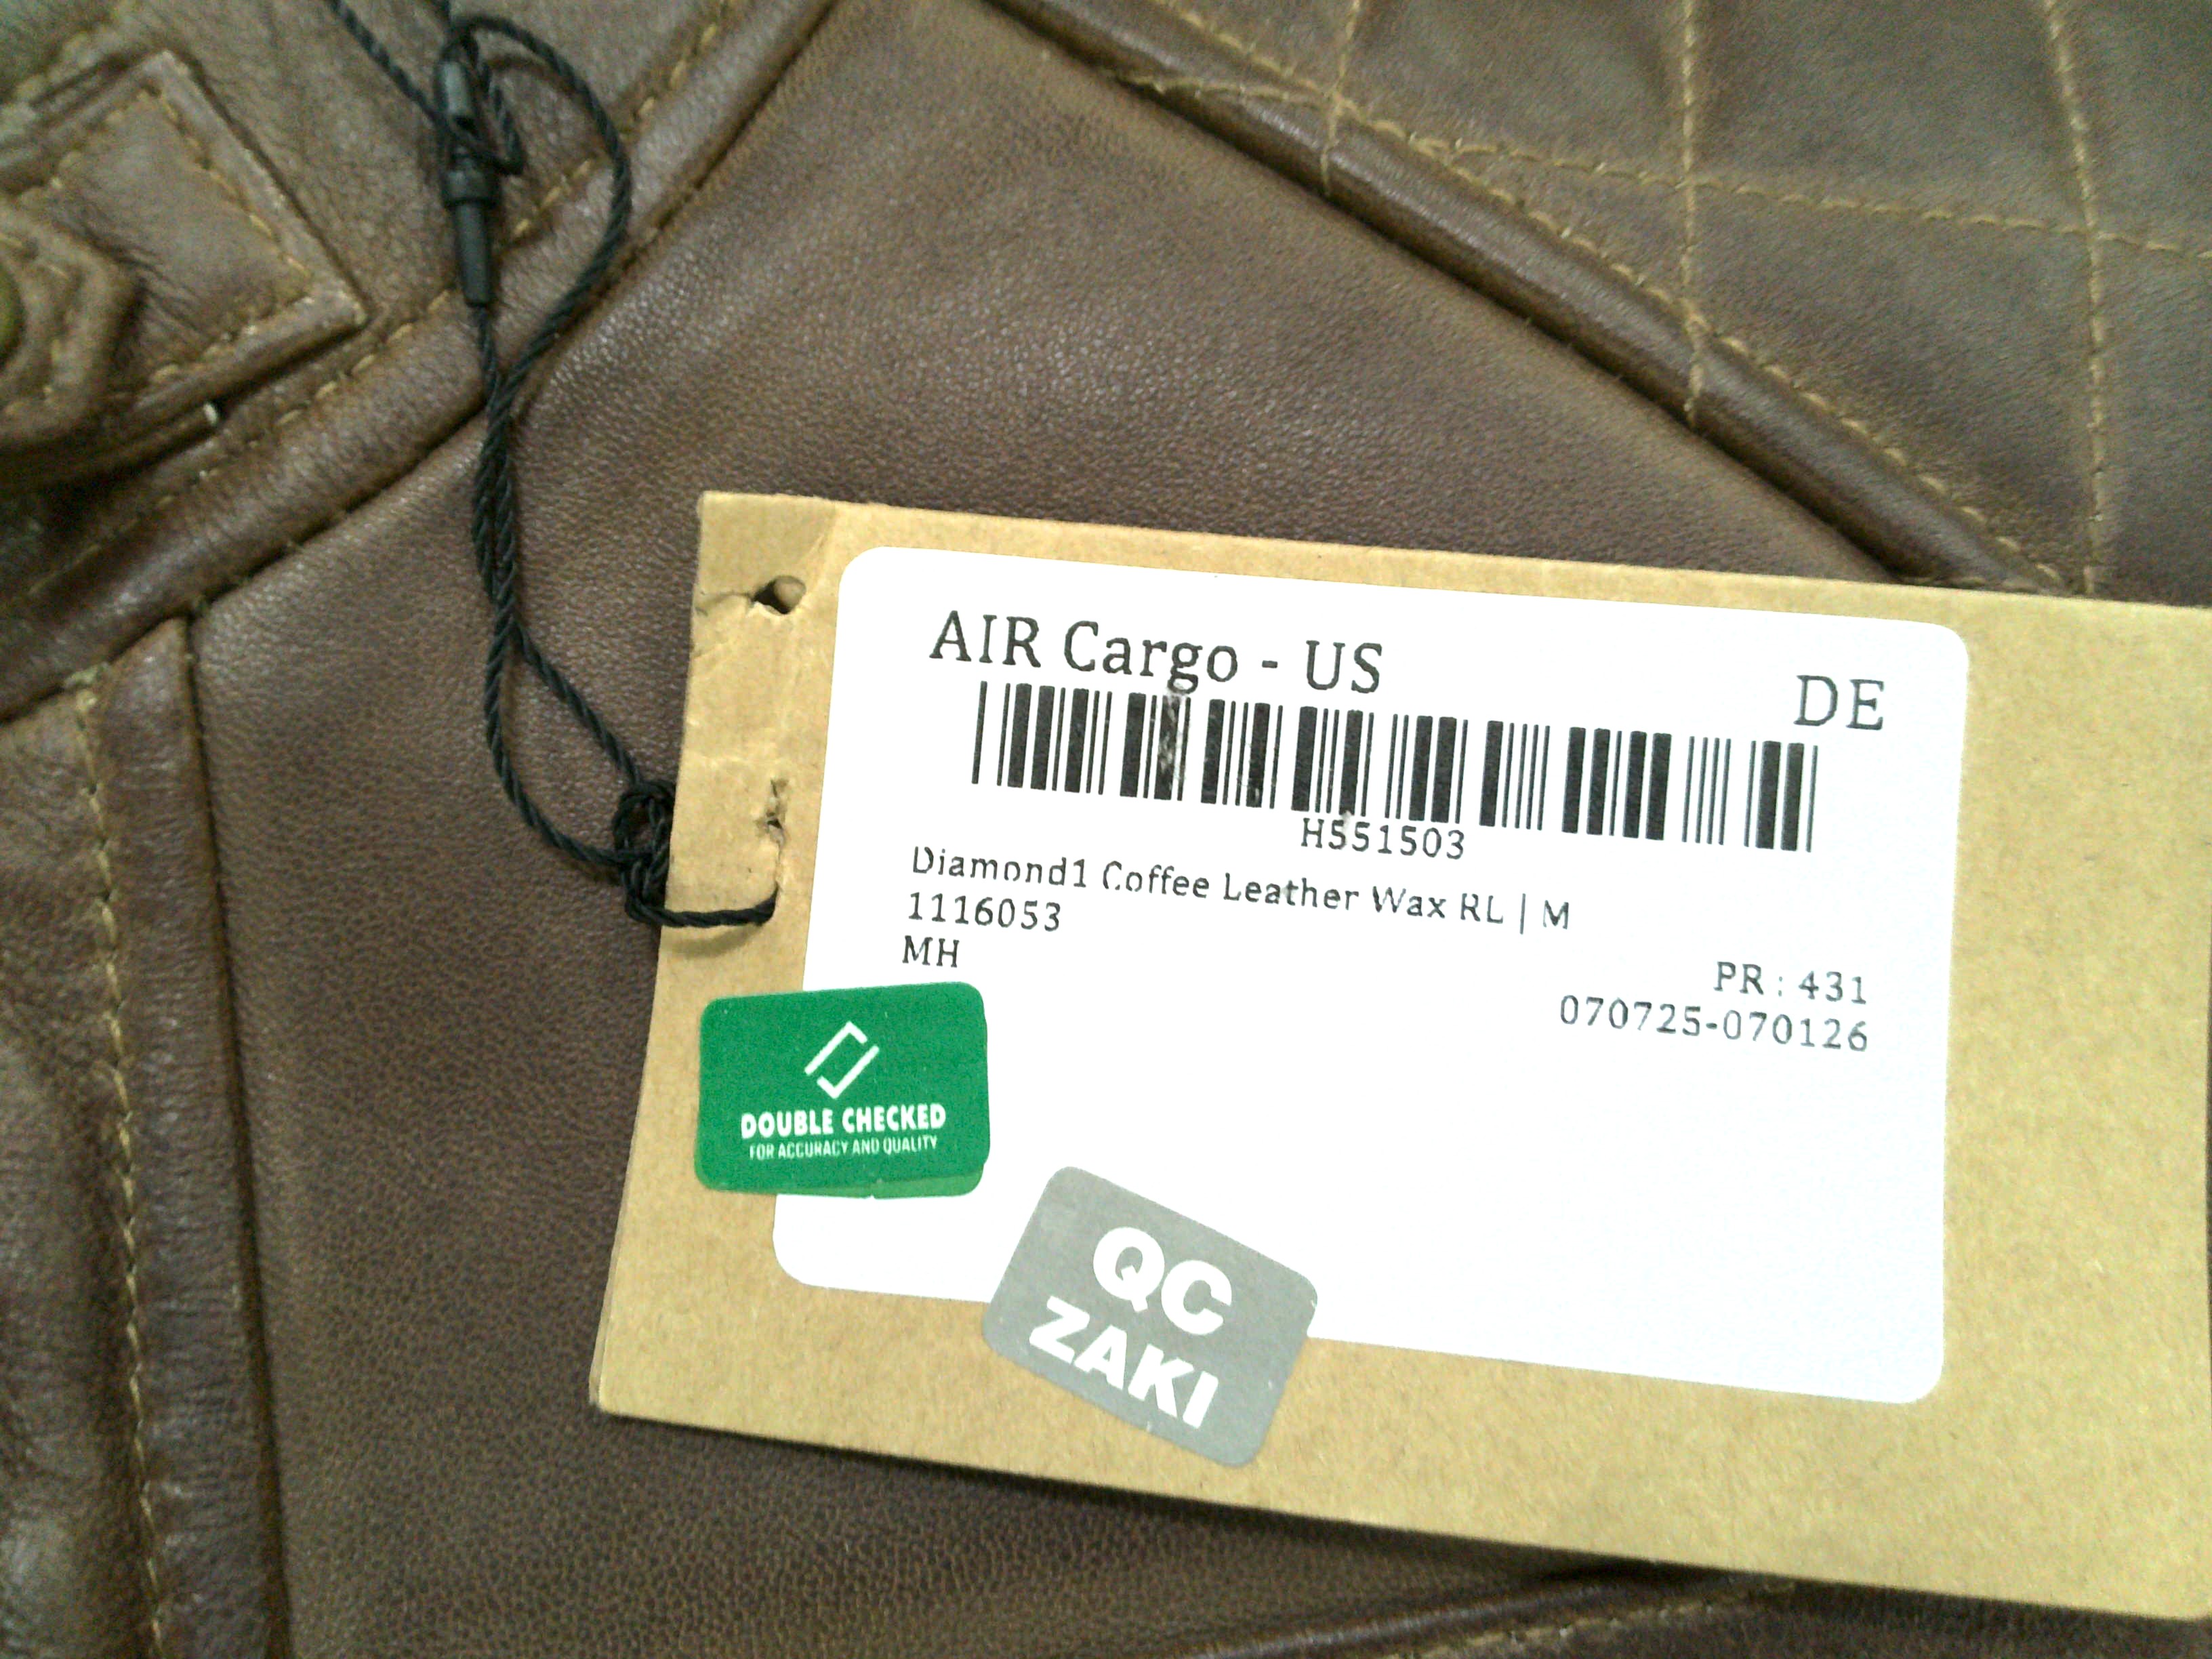 AIR Cargo - US
DE
H551503
Diamond1 Coffee Leather Wax RL | M
1116053
MH
PR : 431
070725-070126
DOUBLE CHECKED
FOR ACCURACY AND QUALITY
QC
ZAKI